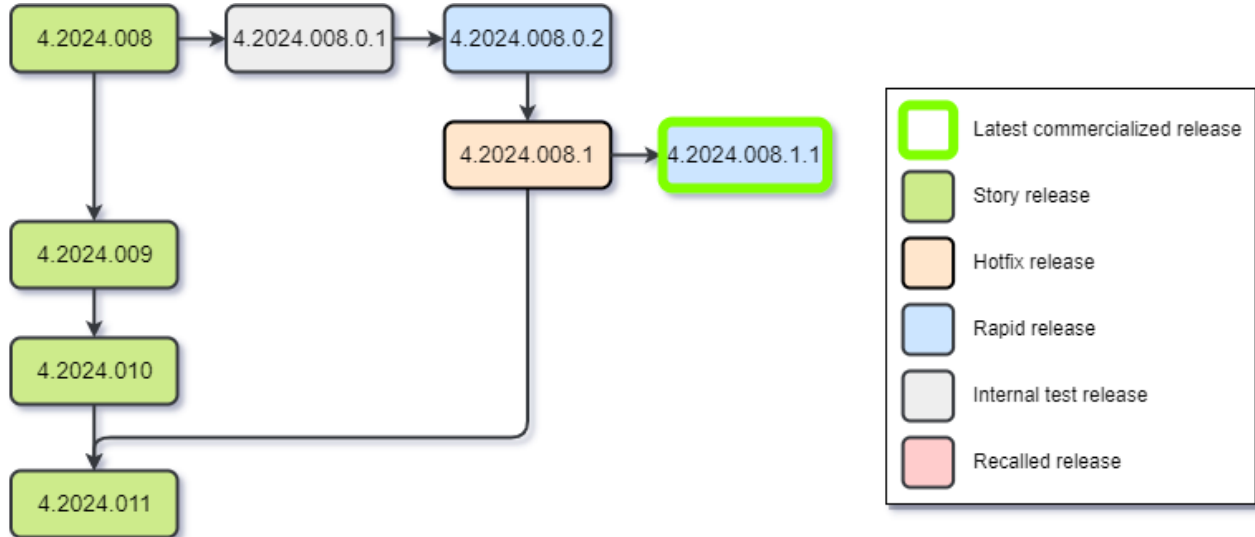 4.2024.008
4.2024.008.0.1
4.2024.008.0.2
4.2024.008.1
4.2024.008.1.1
4.2024.009
4.2024.010
4.2024.011
Latest commercialized release
Story release
Hotfix release
Rapid release
Internal test release
Recalled release